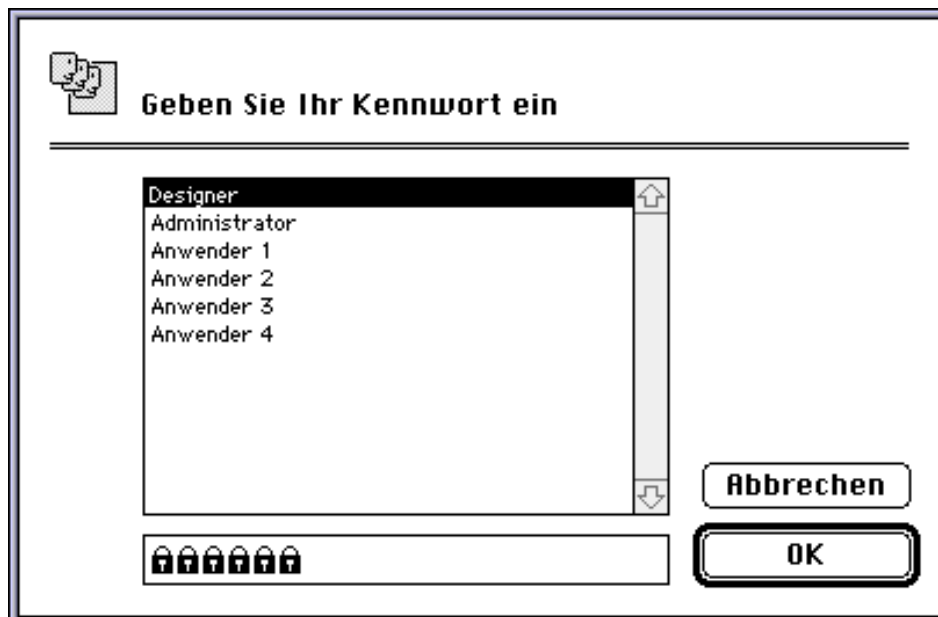 Geben Sie Ihr Kennwort ein
Designer
Administrator
Anwender 1
Anwender 2
Anwender 3
Anwender 4
Abbrechen
OK